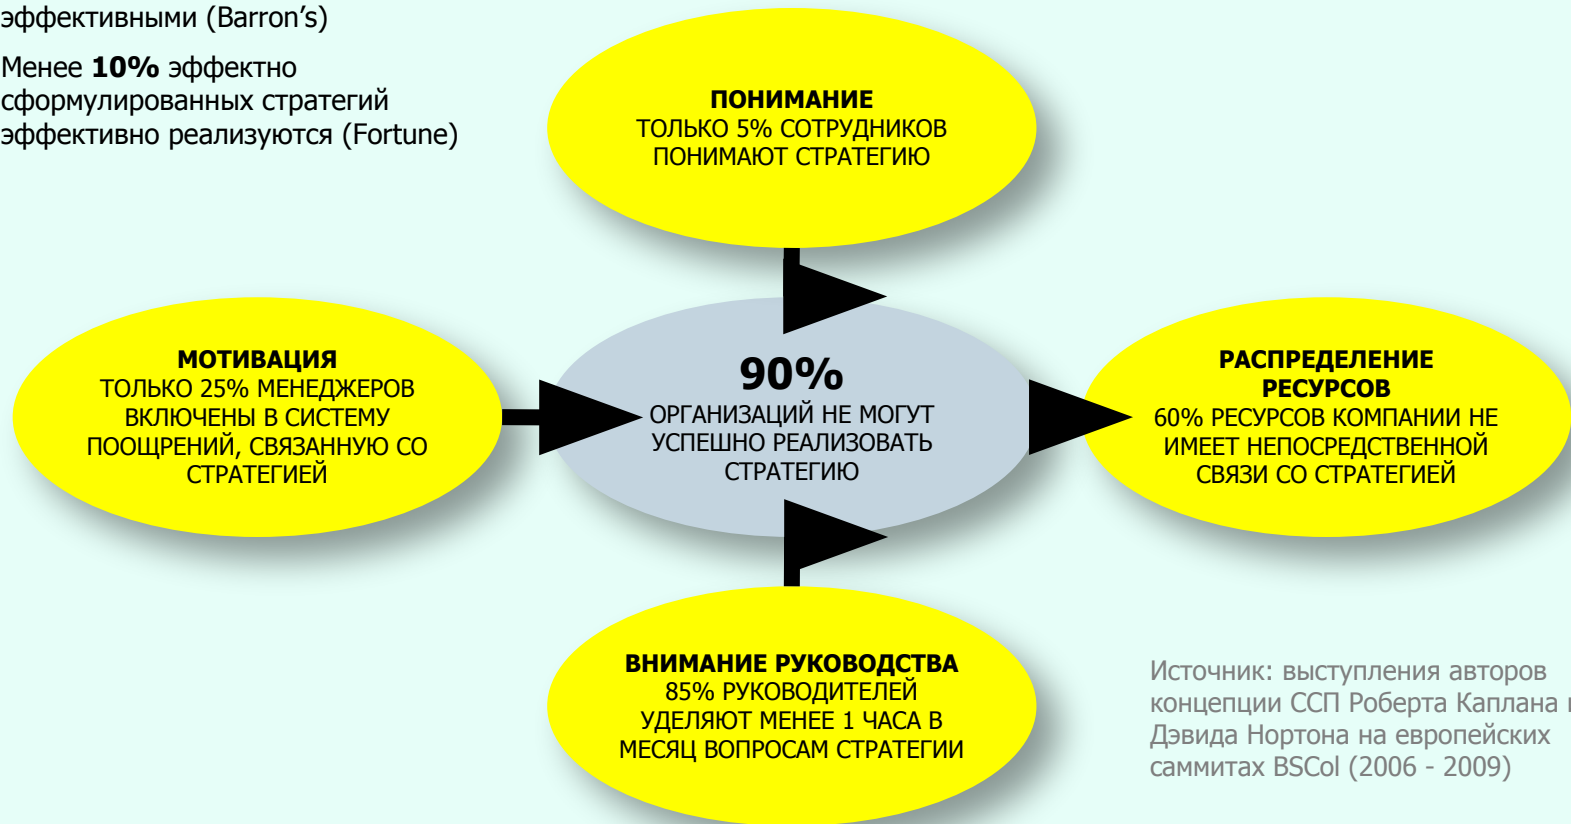 эффективными (Barron’s)
Менее 10% эффектно
сформулированных стратегий
эффективно реализуются (Fortune)
ПОНИМАНИЕ
ТОЛЬКО 5% СОТРУДНИКОВ
ПОНИМАЮТ СТРАТЕГИЮ
МОТИВАЦИЯ
ТОЛЬКО 25% МЕНЕДЖЕРОВ
ВКЛЮЧЕНЫ В СИСТЕМУ
ПООЩРЕНИЙ, СВЯЗАННУЮ СО
СТРАТЕГИЕЙ
90%
ОРГАНИЗАЦИЙ НЕ МОГУТ
УСПЕШНО РЕАЛИЗОВАТЬ
СТРАТЕГИЮ
РАСПРЕДЕЛЕНИЕ
РЕСУРСОВ
60% РЕСУРСОВ КОМПАНИИ НЕ
ИМЕЕТ НЕПОСРЕДСТВЕННОЙ
СВЯЗИ СО СТРАТЕГИЕЙ
ВНИМАНИЕ РУКОВОДСТВА
85% РУКОВОДИТЕЛЕЙ
УДЕЛЯЮТ МЕНЕЕ 1 ЧАСА В
МЕСЯЦ ВОПРОСАМ СТРАТЕГИИ
Источник: выступления авторов
концепции ССП Роберта Каплана
Дэвида Нортона на европейских
саммитах BSCol (2006 - 2009)